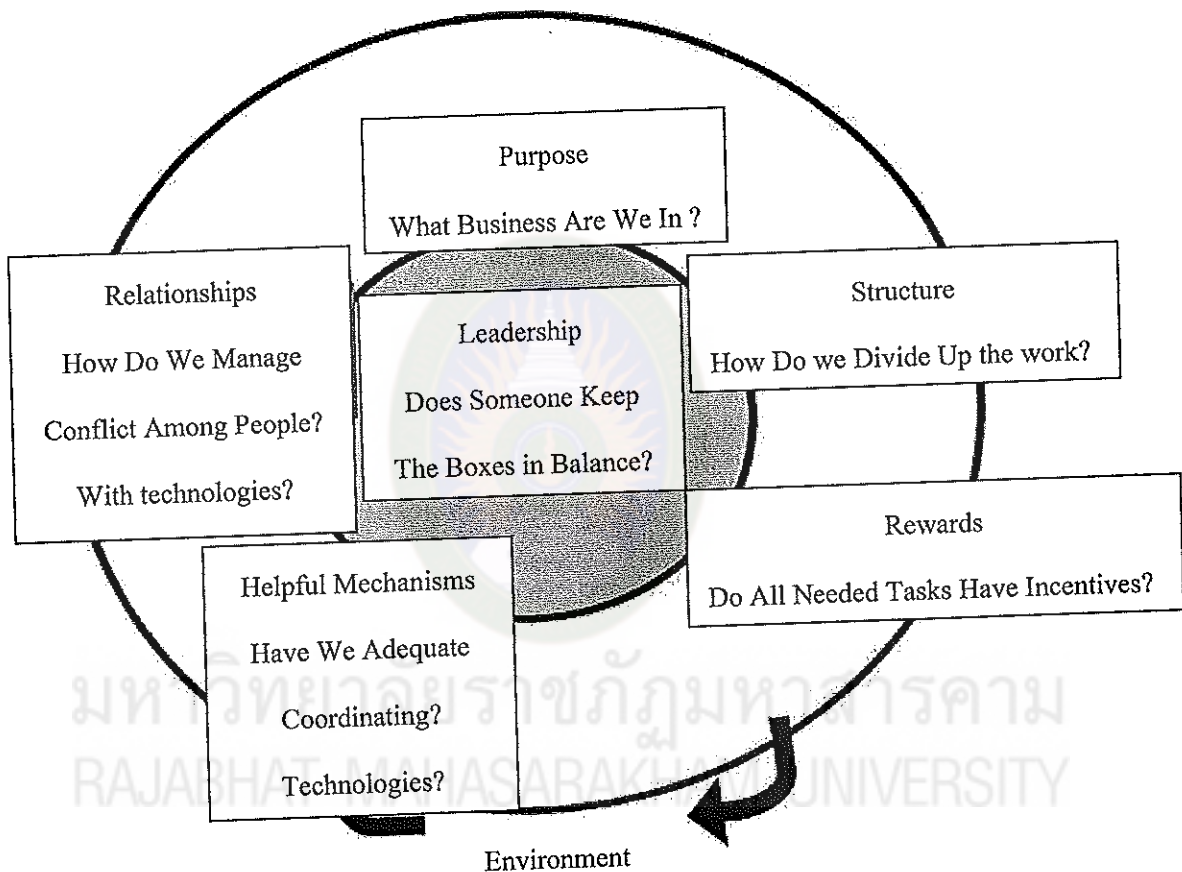 Purpose
What Business Are We In ?
Relationships
How Do We Manage
Conflict Among People?
With technologies?
Leadership
Does Someone Keep
The Boxes in Balance?
Structure
How Do we Divide Up the work?
Rewards
Do All Needed Tasks Have Incentives?
Helpful Mechanisms
Have We Adequate
Coordinating?
Technologies?
มหาวิทยาลัยราชภัฏมหาสารคาม
RAJABHAT MAHASARAKHAM UNIVERSITY
Environment